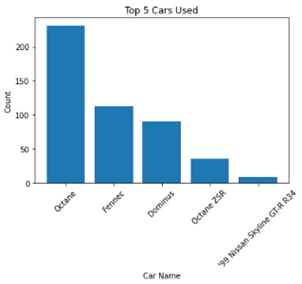 Top 5 Cars Used
Count
200
150
100
50
0
Octane
Fennec
Dominus
Octane ZSR
'99 Nissan Skyline GT-R R34
Car Name